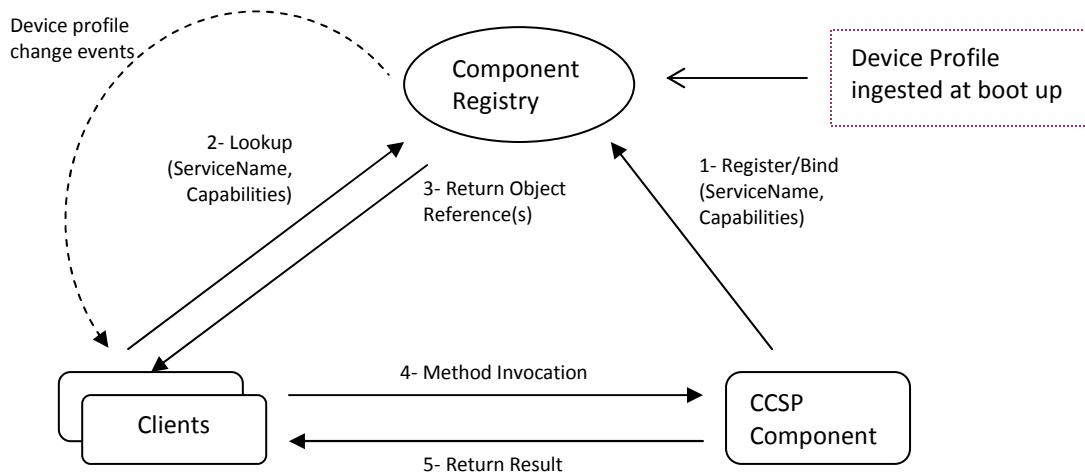 Device profile
change events
Component
Registry
Device Profile
ingested at boot up
2- Lookup
(ServiceName,
Capabilities)
3- Return Object
Reference(s)
1- Register/Bind
(ServiceName,
Capabilities)
4- Method Invocation
Clients
CCSP
Component
5- Return Result